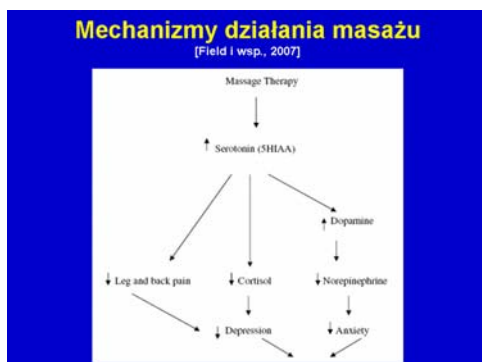 Mechanizmy działania masażu
[Field i wsp., 2007]
Massage Therapy
Serotonin (5HIAA)
Dopamine
Leg and back pain
Cortisol
Norepinephrine
Depression
Anxiety